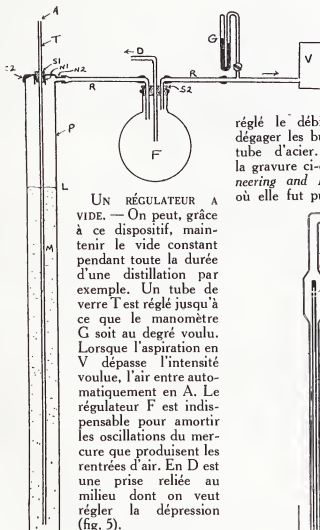 A
T
D
G
V
:2
S1
N1
N2
R
R
S2
P
F
L
M
réglé le débi
dégager les bu
tube d'acier.
la gravure ci-
neering and
où elle fut pu
UN RÉGULATEUR A
VIDE. — On peut, grâce
à ce dispositif, main-
tenir le vide constant
pendant toute la durée
d'une distillation par
exemple. Un tube de
verre T est réglé jusqu'à
ce que le manomètre
G soit au degré voulu.
Lorsque l'aspiration en
V dépasse l'intensité
voulue, l'air entre auto-
matiquement en A. Le
régulateur F est indis-
pensable pour amortir
les oscillations du mer-
cure que produisent les
rentrées d'air. En D est
une prise reliée au
milieu dont on veut
régler la dépression
(fig. 5).